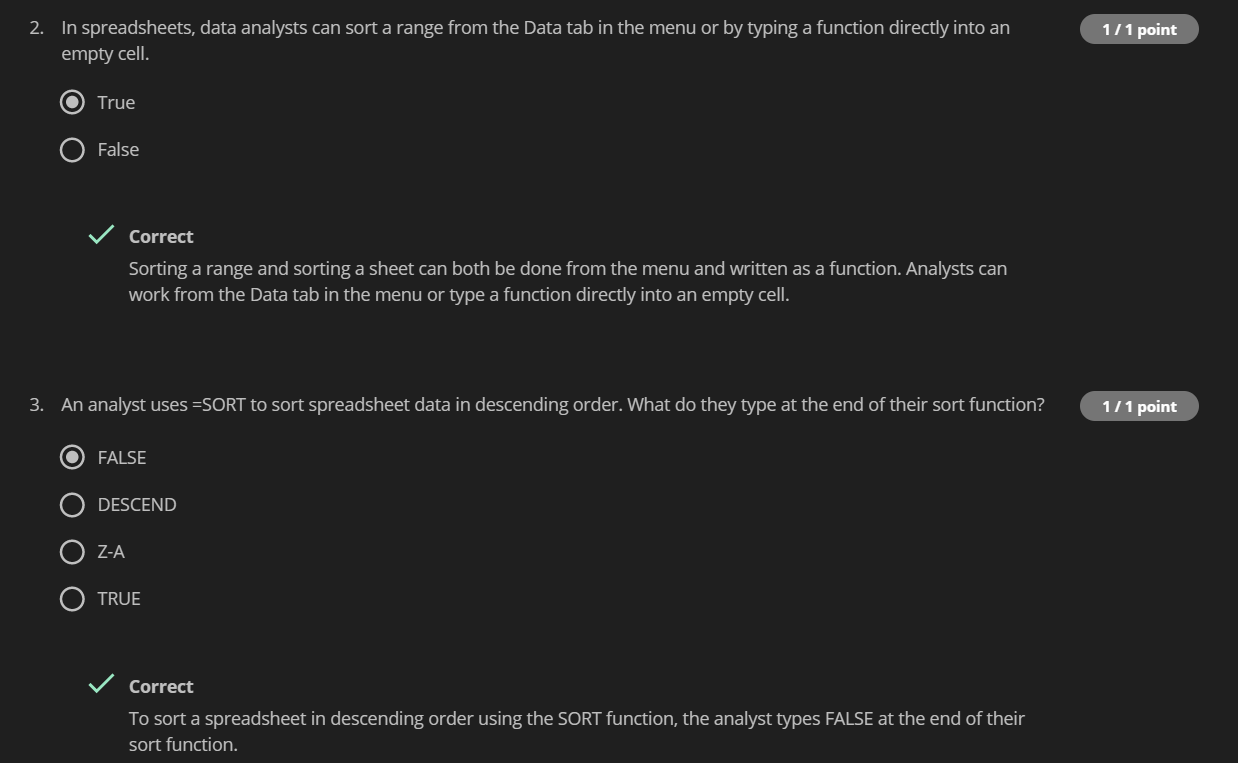 2. In spreadsheets, data analysts can sort a range from the Data tab in the menu or by typing a function directly into an
1 / 1 point
empty cell.
True
False
Correct
Sorting a range and sorting a sheet can both be done from the menu and written as a function. Analysts can
work from the Data tab in the menu or type a function directly into an empty cell.
3. An analyst uses =SORT to sort spreadsheet data in descending order. What do they type at the end of their sort function?
1 / 1 point
FALSE
DESCEND
Z-A
TRUE
Correct
To sort a spreadsheet in descending order using the SORT function, the analyst types FALSE at the end of their
sort function.